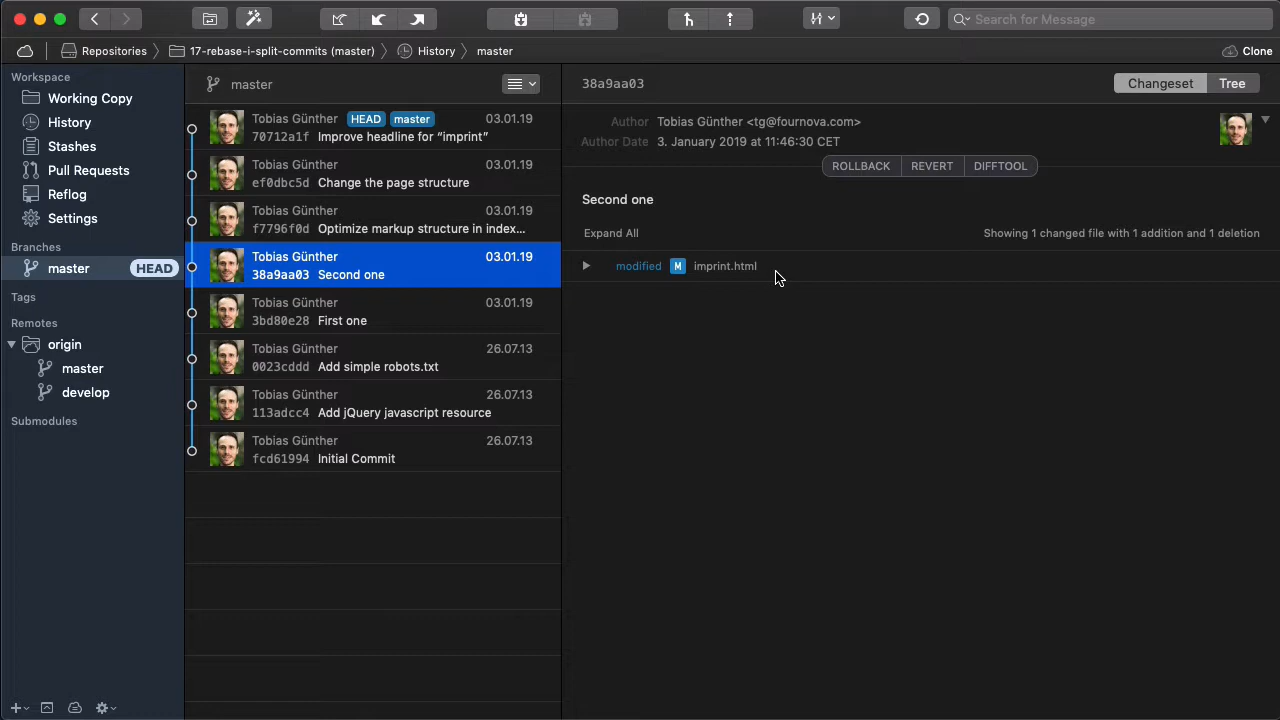 Search for Message
Repositories 17-rebase-i-split-commits (master) History master Clone
Workspace
Working Copy
History
Stashes
Pull Requests
Reflog
Settings
Branches
master HEAD
Tags
Remotes
origin
master
develop
Submodules
master
Tobias Günther HEAD master 03.01.19
70712a1f Improve headline for “imprint”
Tobias Günther 03.01.19
ef0dbc5d Change the page structure
Tobias Günther 03.01.19
f7796f0d Optimize markup structure in index...
Tobias Günther 03.01.19
38a9aa03 Second one
Tobias Günther 03.01.19
3bd80e28 First one
Tobias Günther 26.07.13
0023cddd Add simple robots.txt
Tobias Günther 26.07.13
113adcc4 Add jQuery javascript resource
Tobias Günther 26.07.13
fcd61994 Initial Commit
38a9aa03 Changeset Tree
Author Tobias Günther <tg@fournova.com>
Author Date 3. January 2019 at 11:46:30 CET
ROLLBACK REVERT DIFFTOOL
Second one
Expand All Showing 1 changed file with 1 addition and 1 deletion
modified M imprint.html